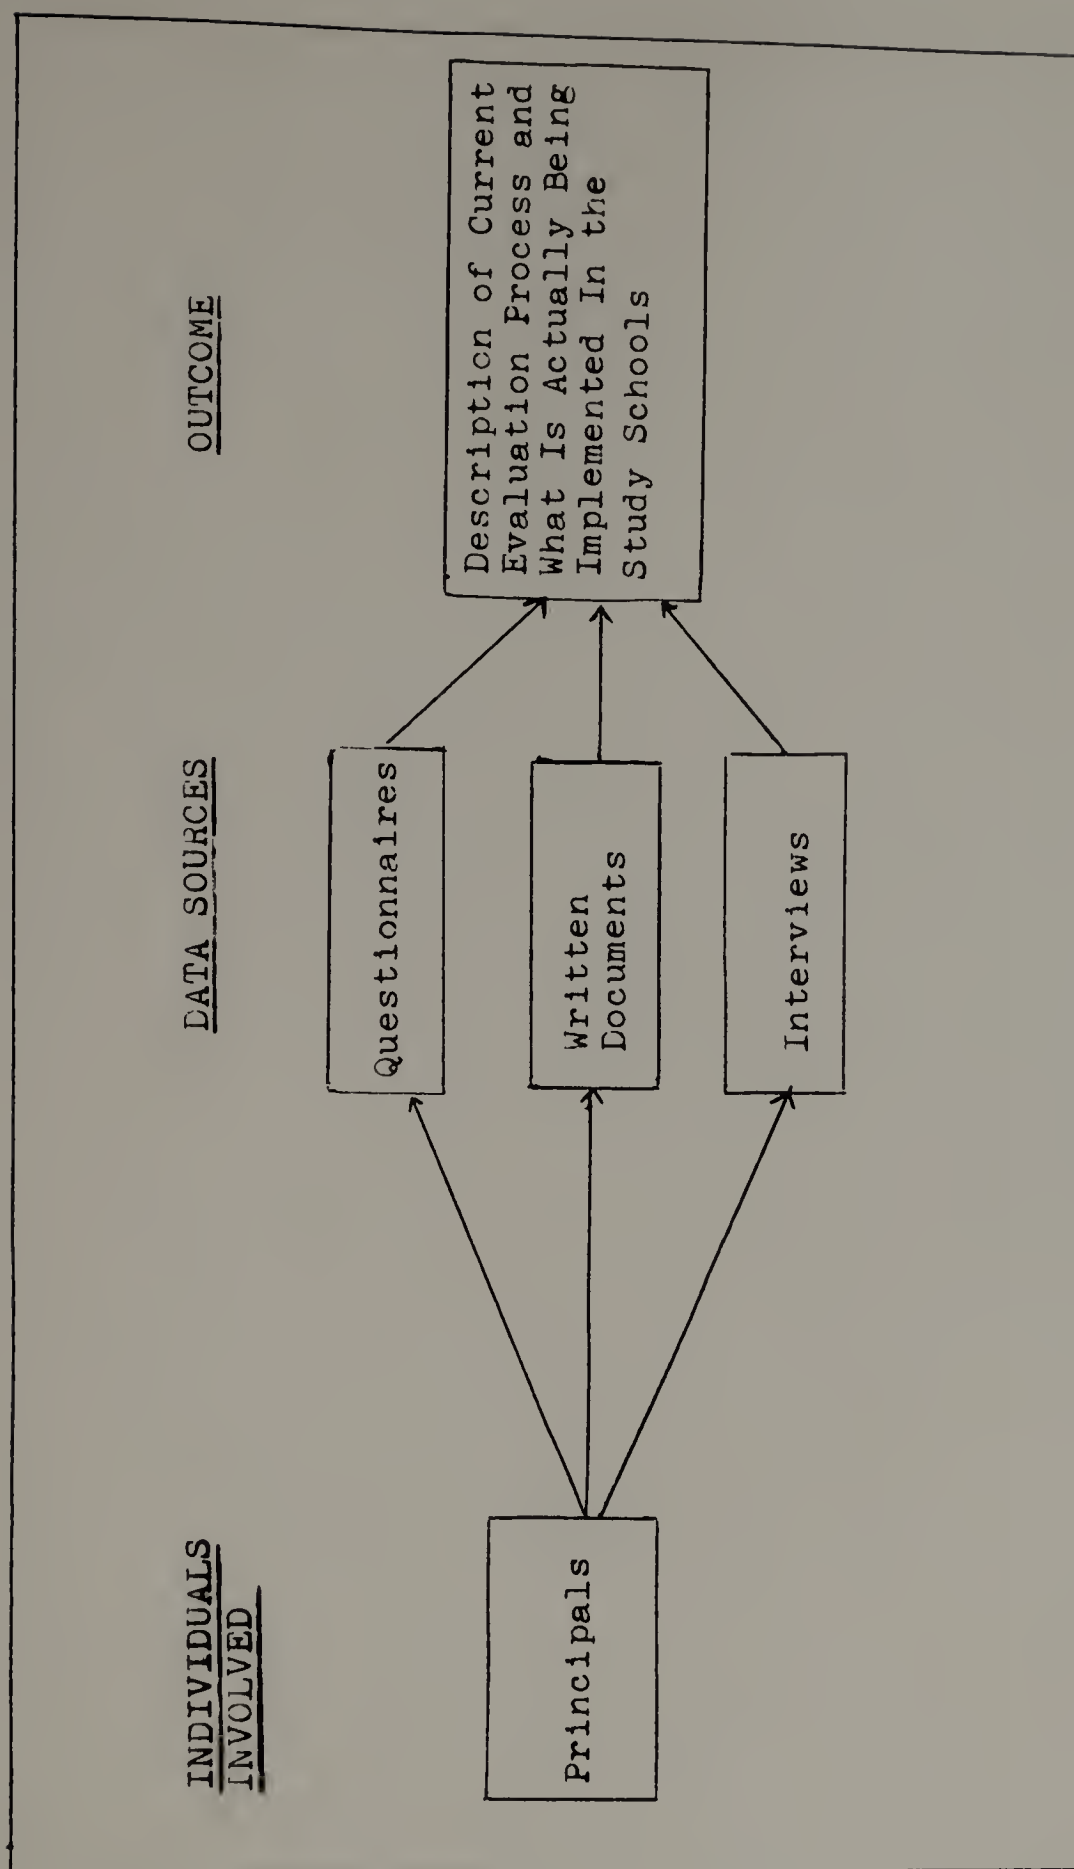 INDIVIDUALS
INVOLVED
DATA SOURCES
OUTCOME
Principals
Questionnaires
Written
Documents
Interviews
Description of Current
Evaluation Process and
What Is Actually Being
Implemented In the
Study Schools